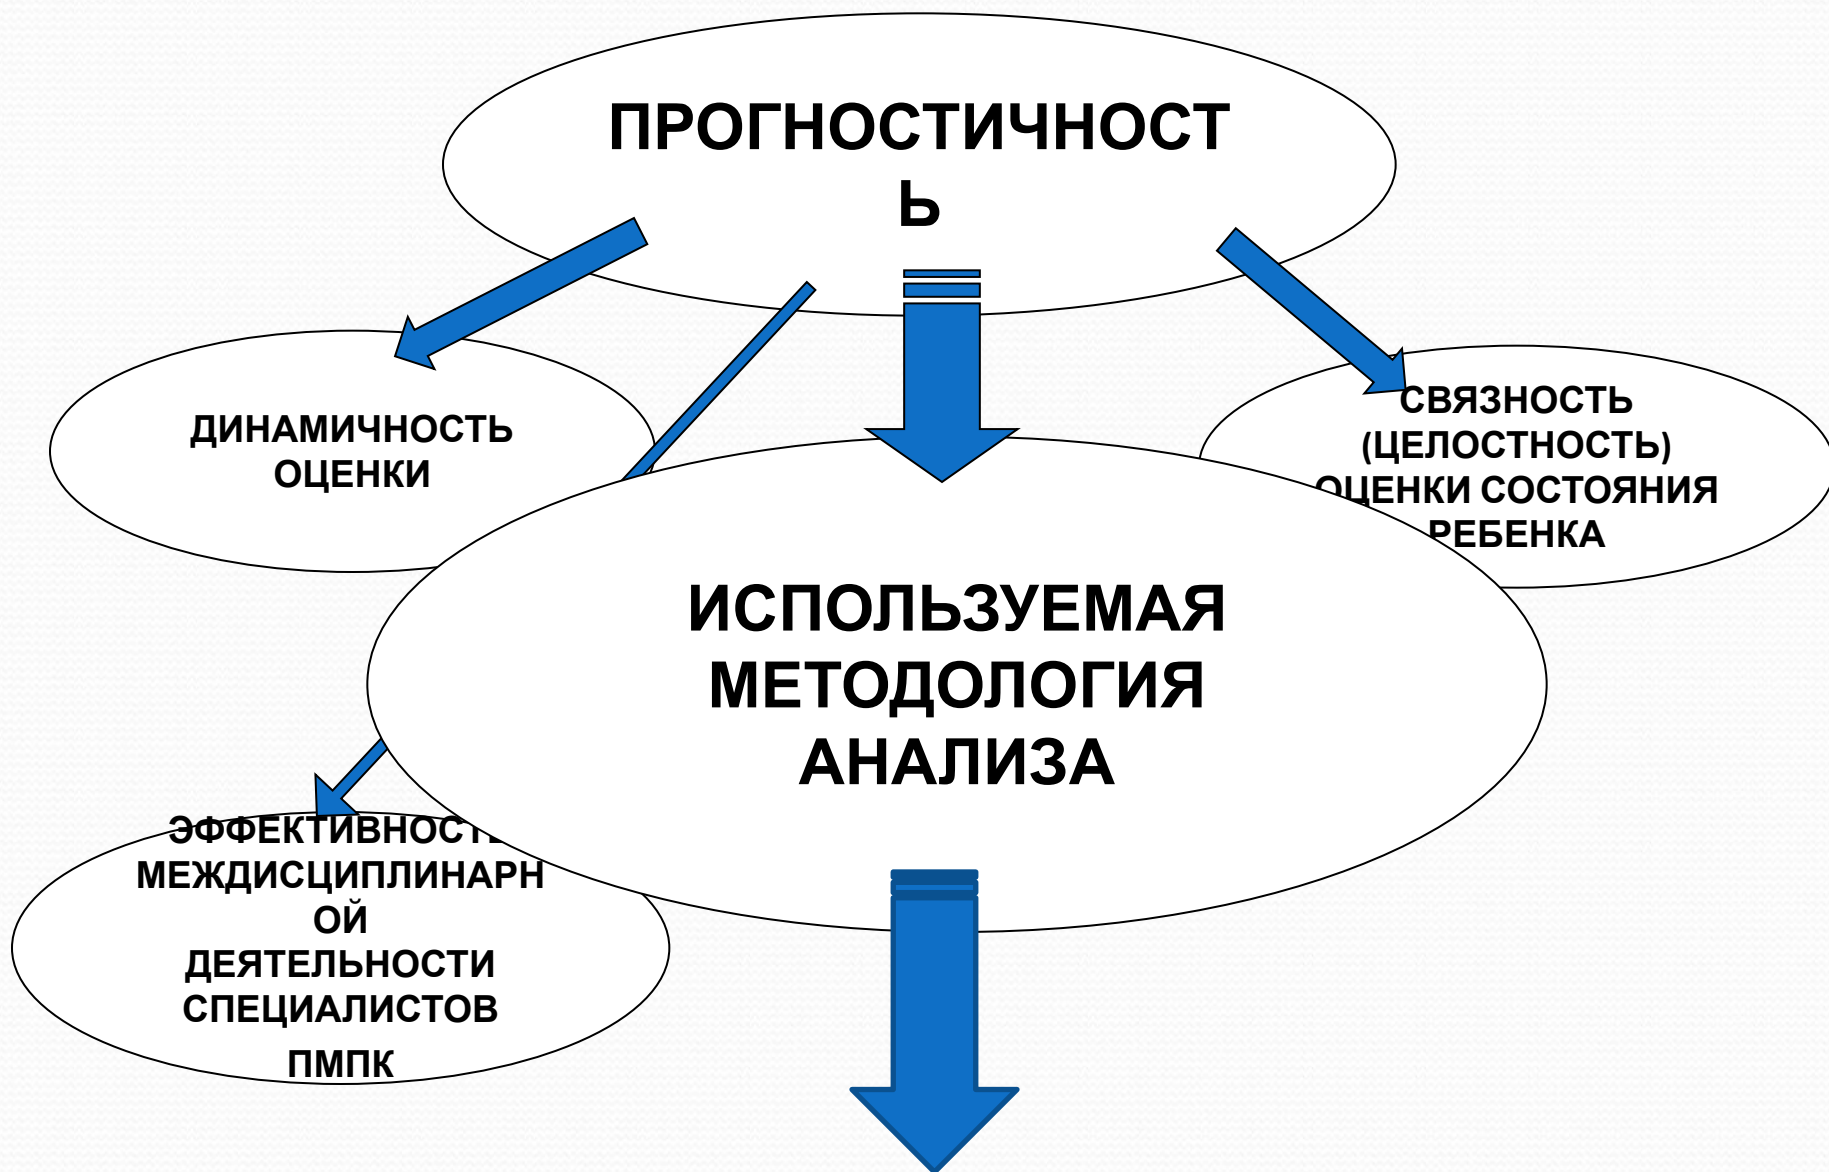 ПРОГНОСТИЧНОСТ
Ь
ДИНАМИЧНОСТЬ
ОЦЕНКИ
СВЯЗНОСТЬ
(ЦЕЛОСТНОСТЬ)
ОЦЕНКИ СОСТОЯНИЯ
РЕБЕНКА
ИСПОЛЬЗУЕМАЯ
МЕТОДОЛОГИЯ
АНАЛИЗА
ЭФФЕКТИВНОСТЬ
МЕЖДИСЦИПЛИНАРН
ОЙ
ДЕЯТЕЛЬНОСТИ
СПЕЦИАЛИСТОВ
ПМПК